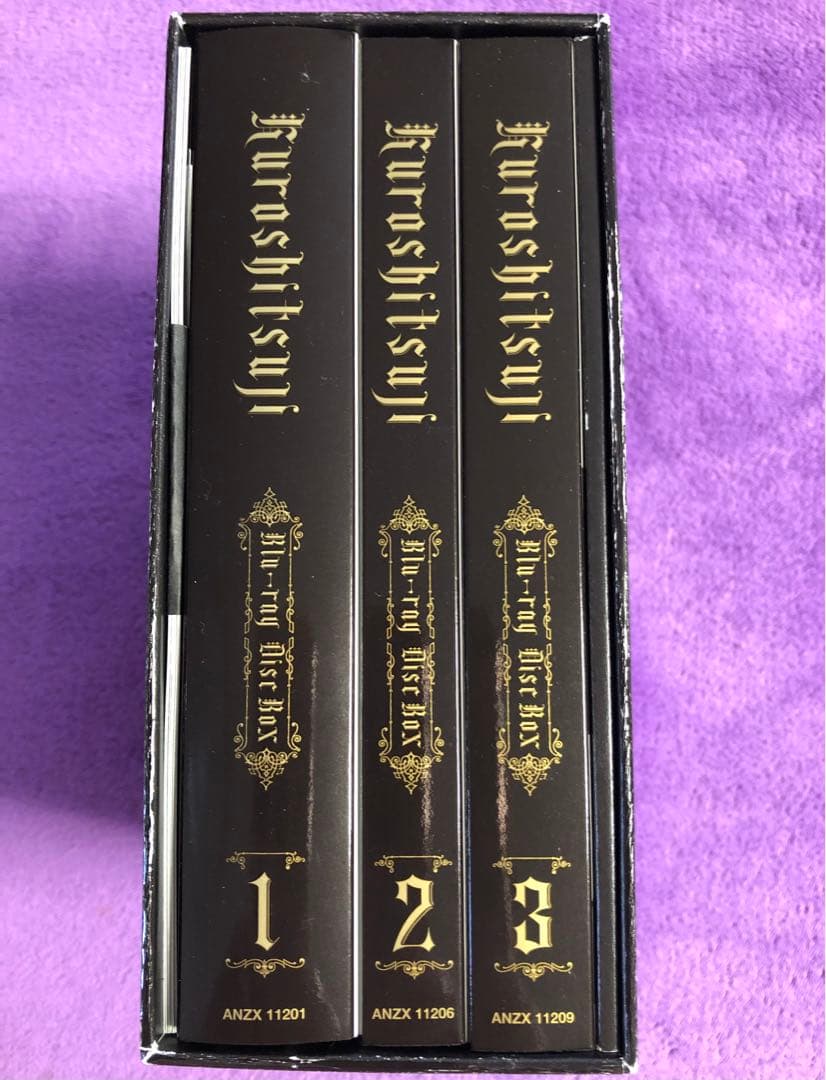 Kuroshitsuji
Blu-ray Disc Box
1
ANZX 11201
Kuroshitsuji
Blu-ray Disc Box
2
ANZX 11206
Kuroshitsuji
Blu-ray Disc Box
3
ANZX 11209